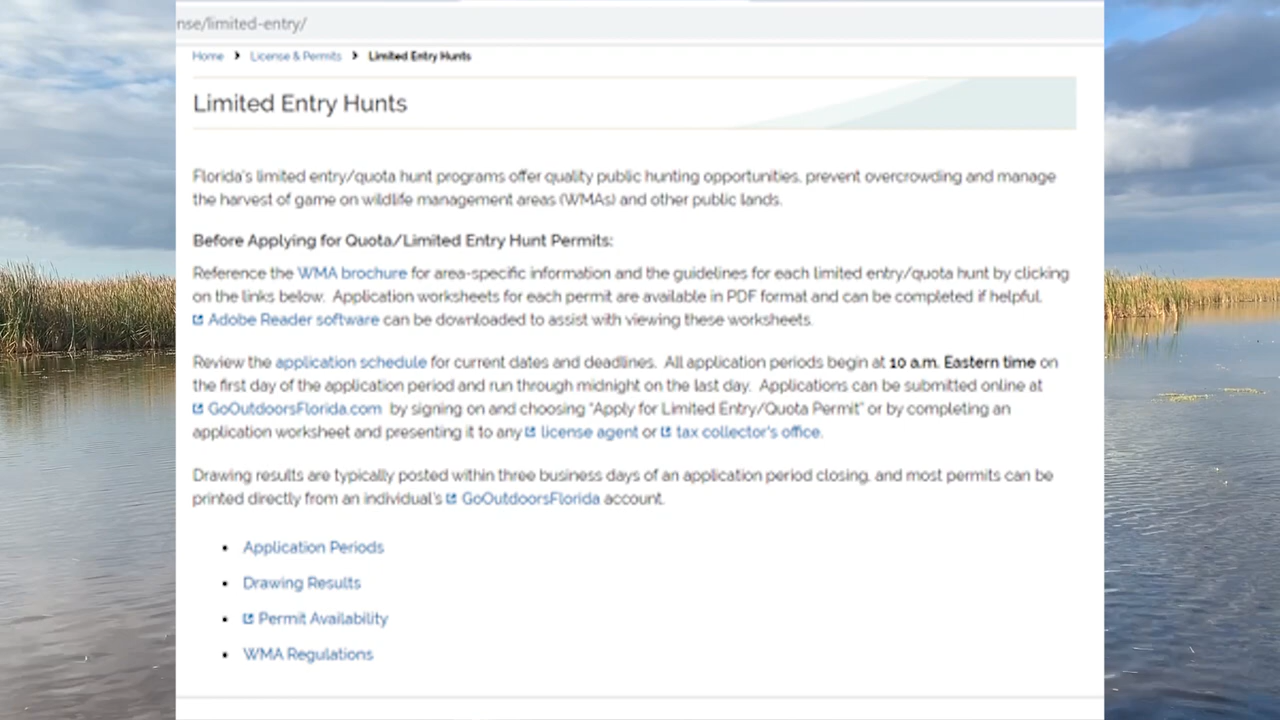 nse/limited-entry/
Home > License & Permits > Limited Entry Hunts
Limited Entry Hunts
Florida's limited entry/quota hunt programs offer quality public hunting opportunities, prevent overcrowding and manage
the harvest of game on wildlife management areas (WMAs) and other public lands.
Before Applying for Quota/Limited Entry Hunt Permits:
Reference the WMA brochure for area-specific information and the guidelines for each limited entry/quota hunt by clicking
on the links below. Application worksheets for each permit are available in PDF format and can be completed if helpful.
Adobe Reader software can be downloaded to assist with viewing these worksheets.
Review the application schedule for current dates and deadlines. All application periods begin at 10 a.m. Eastern time on
the first day of the application period and run through midnight on the last day. Applications can be submitted online at
GoOutdoorsFlorida.com by signing on and choosing "Apply for Limited Entry/Quota Permit" or by completing an
application worksheet and presenting it to any license agent or tax collector's office.
Drawing results are typically posted within three business days of an application period closing, and most permits can be
printed directly from an individual's GoOutdoorsFlorida account.
• Application Periods
• Drawing Results
• Permit Availability
• WMA Regulations